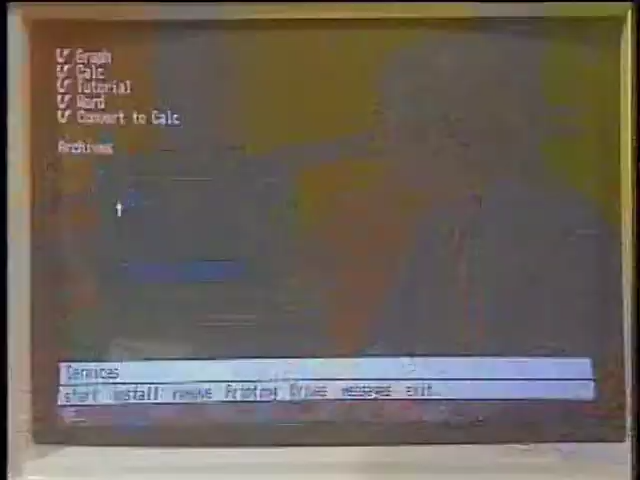 Graph
Calc
Tutorial
Word
Convert to Calc
Archives
Services
start install remove Printing Drives messages exit